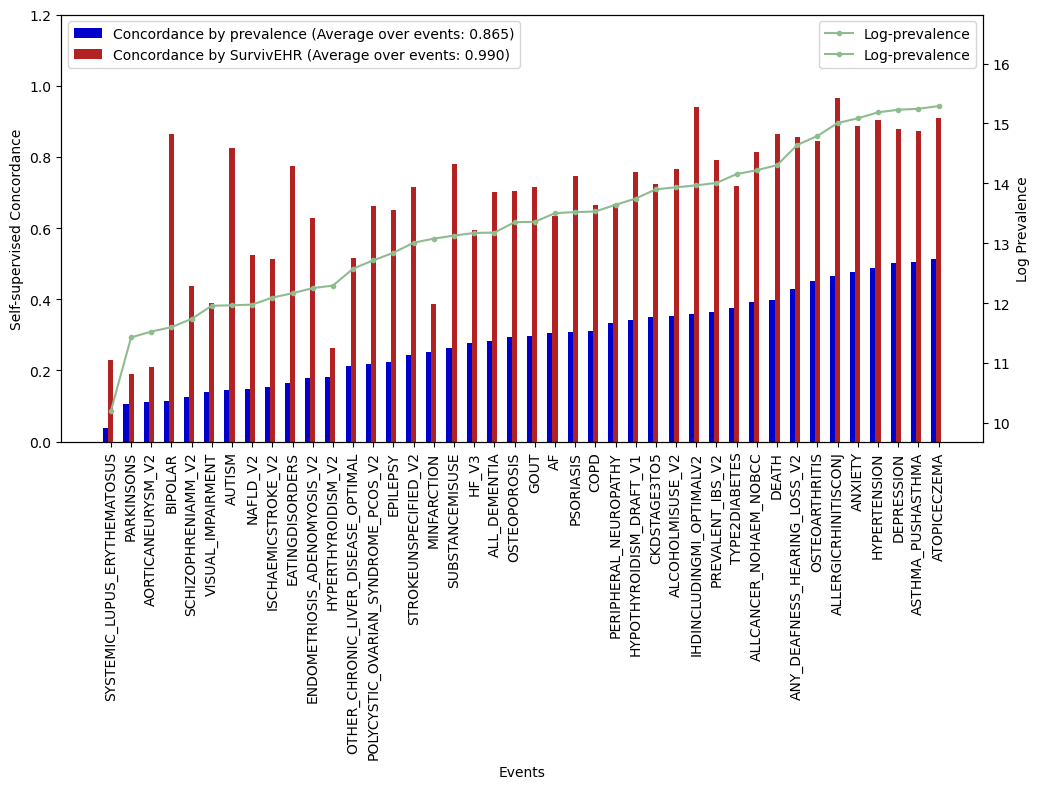 Concordance by prevalence (Average over events: 0.865)
Concordance by SurvivEHR (Average over events: 0.990)
Log-prevalence
Log-prevalence
Self-supervised Concordance
1.2
1.0
0.8
0.6
0.4
0.2
0.0
Log Prevalence
16
15
14
13
12
11
10
SYSTEMIC_LUPUS_ERYTHEMATOSUS
PARKINSONS
AORTICANEURYSM_V2
BIPOLAR
SCHIZOPHRENIAMM_V2
VISUAL_IMPAIRMENT
AUTISM
NAFLD_V2
ISCHAEMICSTROKE_V2
EATINGDISORDERS
ENDOMETRIOSIS_ADENOMYOSIS_V2
HYPERTHYROIDISM_V2
OTHER_CHRONIC_LIVER_DISEASE_OPTIMAL
POLYCYSTIC_OVARIAN_SYNDROME_PCOS_V2
EPILEPSY
STROKEUNSPECIFIED_V2
MINFARCTION
SUBSTANCEMISUSE
HF_V3
ALL_DEMENTIA
OSTEOPOROSIS
GOUT
AF
PSORIASIS
COPD
PERIPHERAL_NEUROPATHY
HYPOTHYROIDISM_DRAFT_V1
CKDSTAGE3TO5
ALCOHOLMISUSE_V2
IHDINCLUDINGMI_OPTIMALV2
PREVALENT_IBS_V2
TYPE2DIABETES
ALLCANCER_NOHAEM_NOBCC
DEATH
ANY_DEAFNESS_HEARING_LOSS_V2
OSTEOARTHRITIS
ALLERGICRHINITISCONJ
ANXIETY
HYPERTENSION
DEPRESSION
ASTHMA_PUSHASTHMA
ATOPICECZEMA
Events